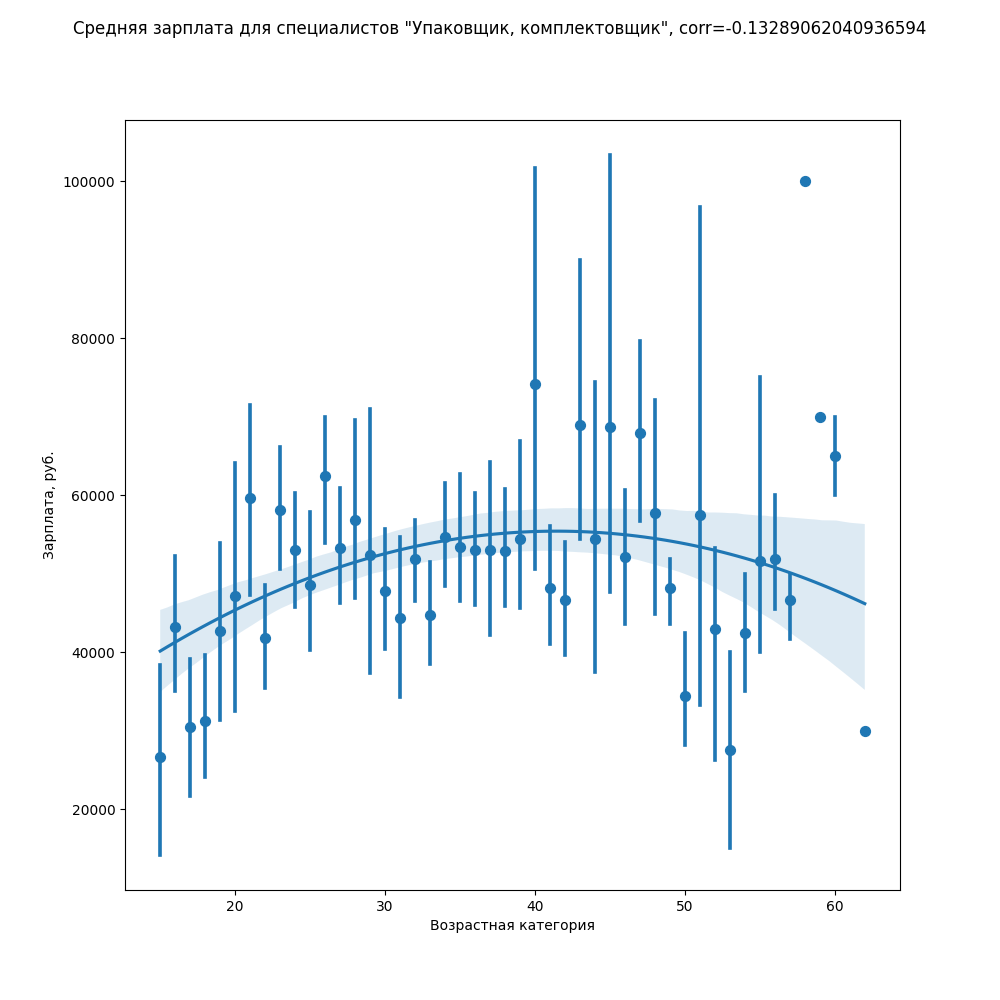 Средняя зарплата для специалистов "Упаковщик, комплектовщик", corr=-0.13289062040936594
100000
80000
60000
40000
20000
Зарплата, руб.
20 30 40 50 60
Возрастная категория